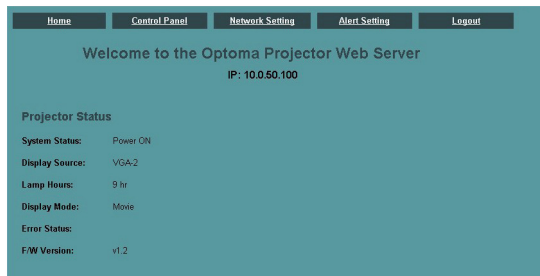 Home Control Panel Network Setting Alert Setting Logout
Welcome to the Optoma Projector Web Server
IP: 10.0.50.100
Projector Status
System Status: Power ON
Display Source: VGA-2
Lamp Hours: 9 hr
Display Mode: Movie
Error Status:
F/W Version: v1.2